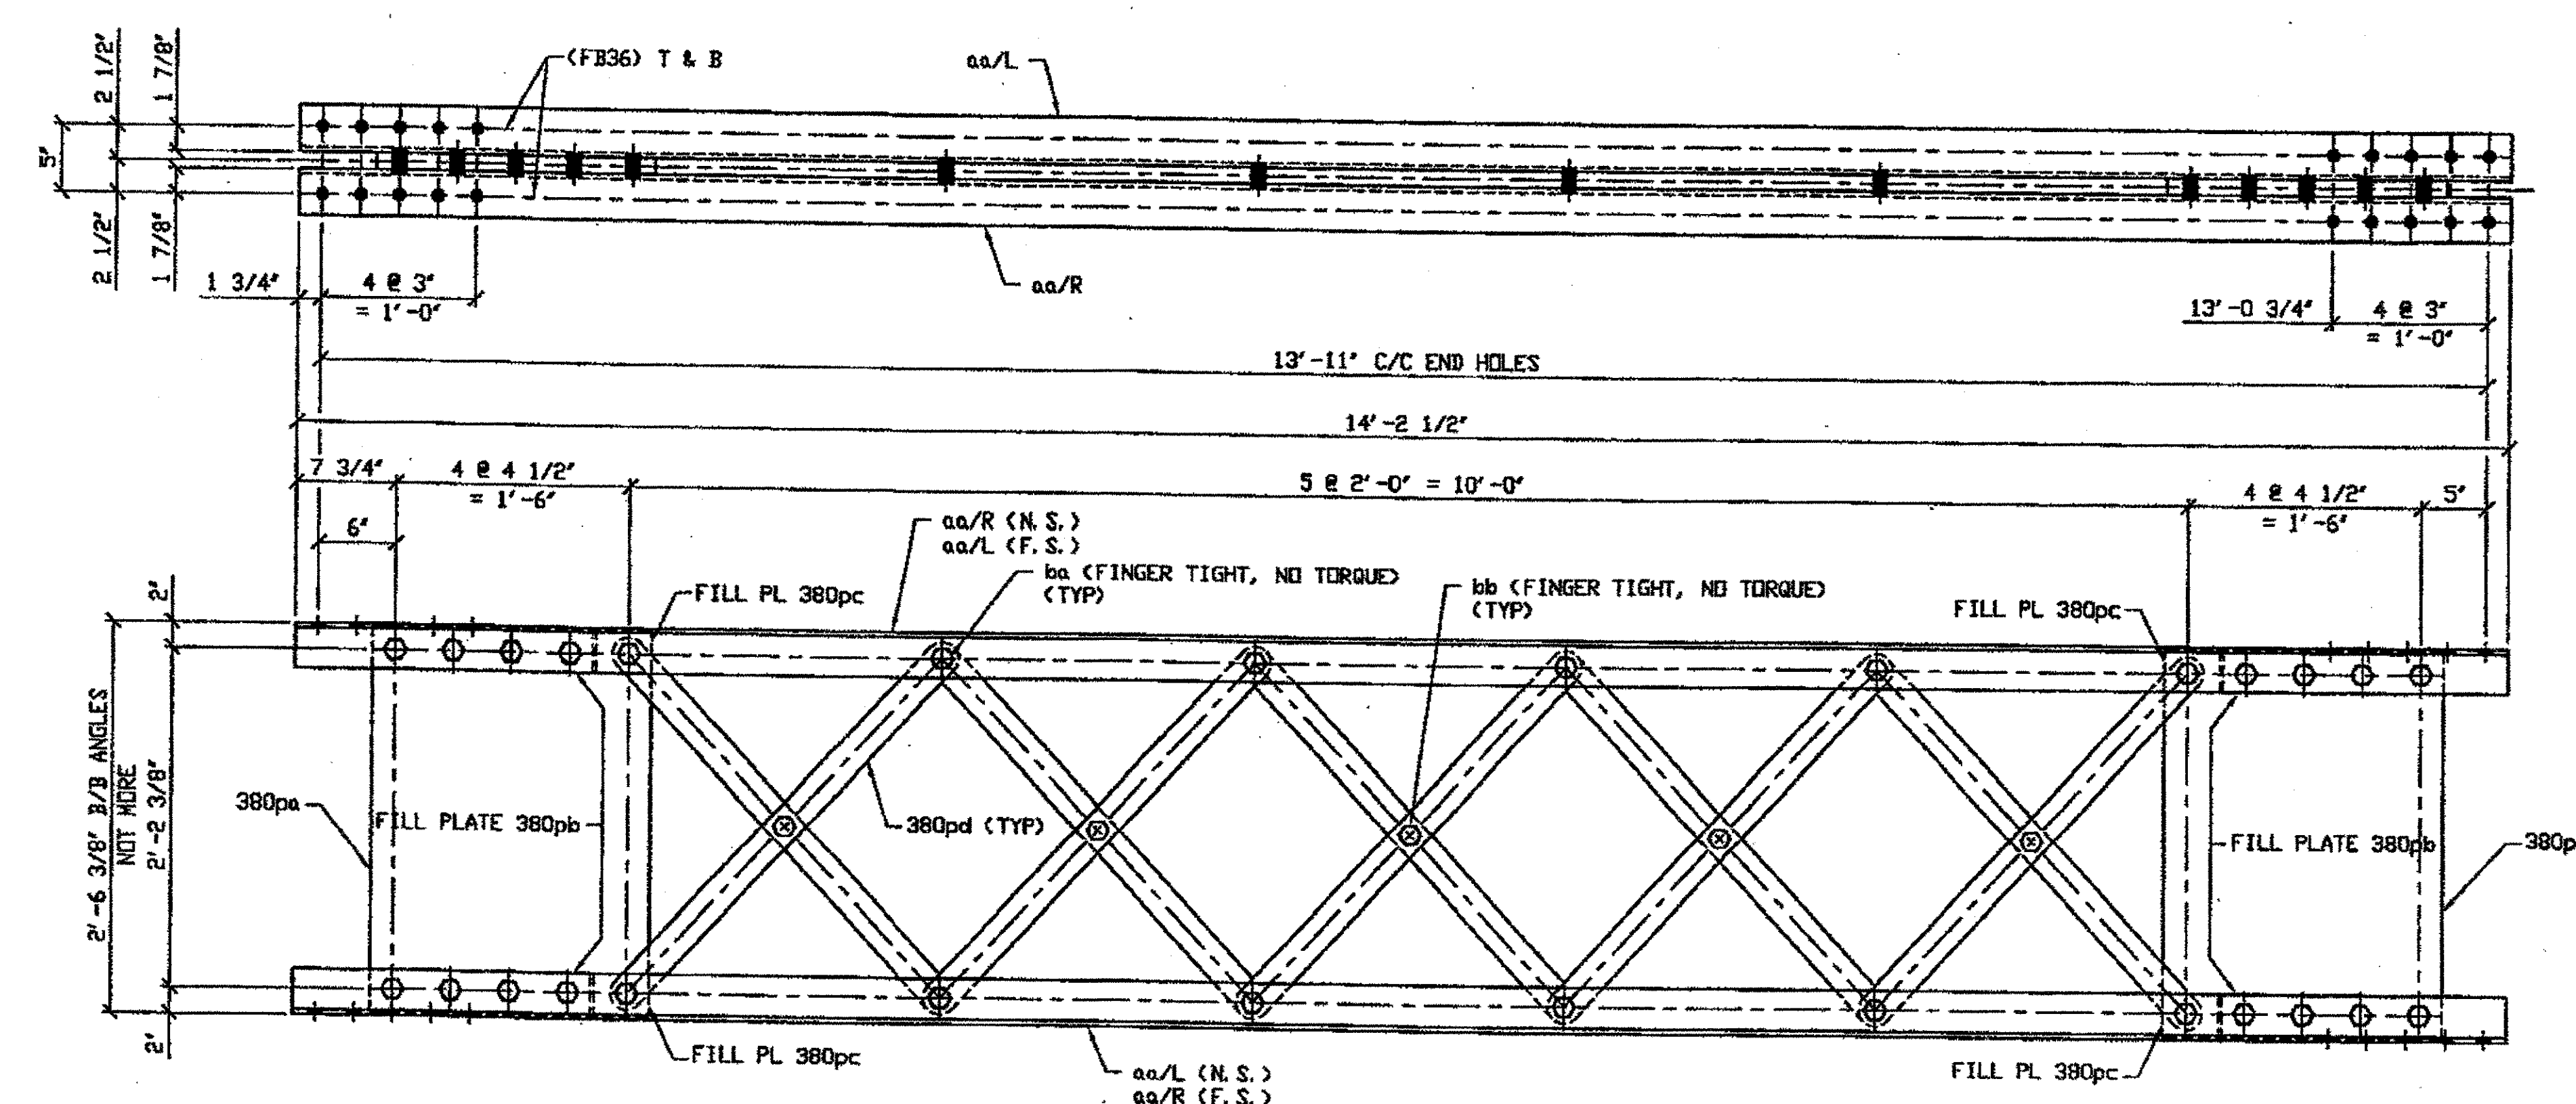 2 1/2"
1 7/8"
(FB36) T & B
aa/L
5"
2 1/2"
1 7/8"
1 3/4"
4 @ 3"
= 1'-0"
aa/R
13'-0 3/4"
4 @ 3"
= 1'-0"
13'-11" C/C END HOLES
14'-2 1/2"
7 3/4"
4 @ 4 1/2"
= 1'-6"
5 @ 2'-0" = 10'-0"
4 @ 4 1/2"
= 1'-6"
5"
6"
aa/R (N.S.)
aa/L (F.S.)
ba (FINGER TIGHT, NO TORQUE)
(TYP)
bb (FINGER TIGHT, NO TORQUE)
(TYP)
2"
FILL PL 380pc
FILL PL 380pc
2'-6 3/8" B/B ANGLES
NOT MORE
2'-2 3/8"
380pa
FILL PLATE 380pb
380pd (TYP)
FILL PLATE 380pb
380p
2"
FILL PL 380pc
aa/L (N.S.)
aa/R (F.S.)
FILL PL 380pc